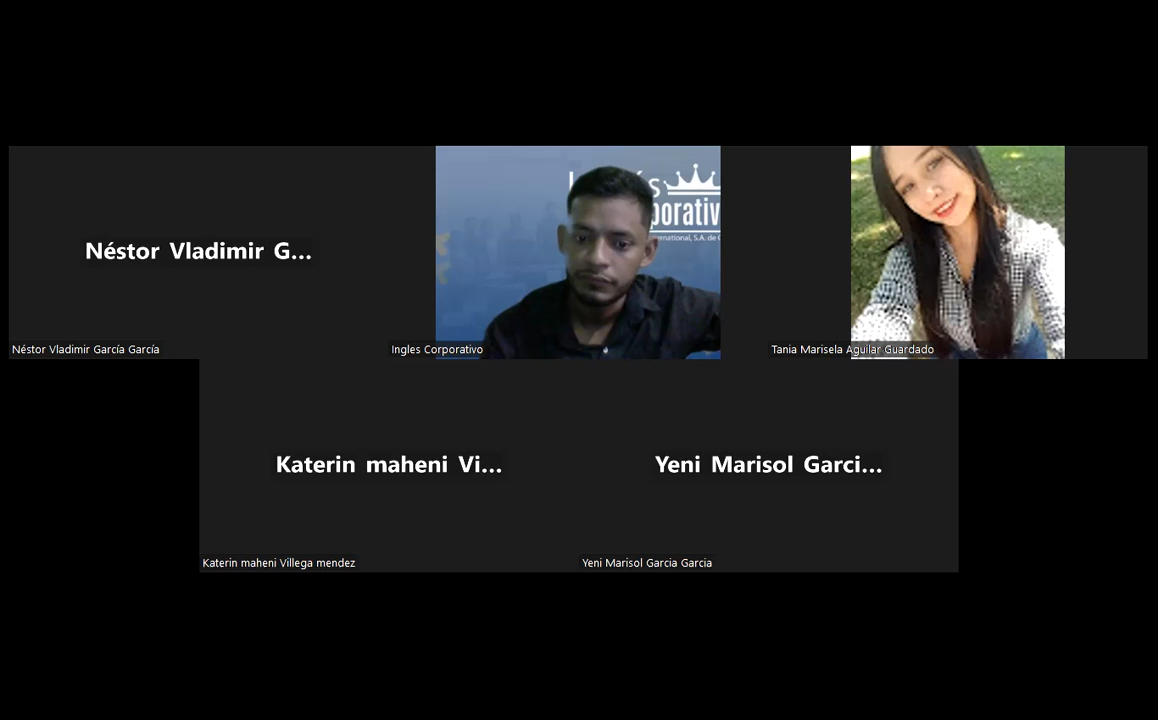 Néstor Vladimir G...
Néstor Vladimir García García
Ingles Corporativo
Tania Marisela Aguilar Guardado
Katerin maheni Vi...
Katerin maheni Villega mendez
Yeni Marisol Garci...
Yeni Marisol Garcia Garcia